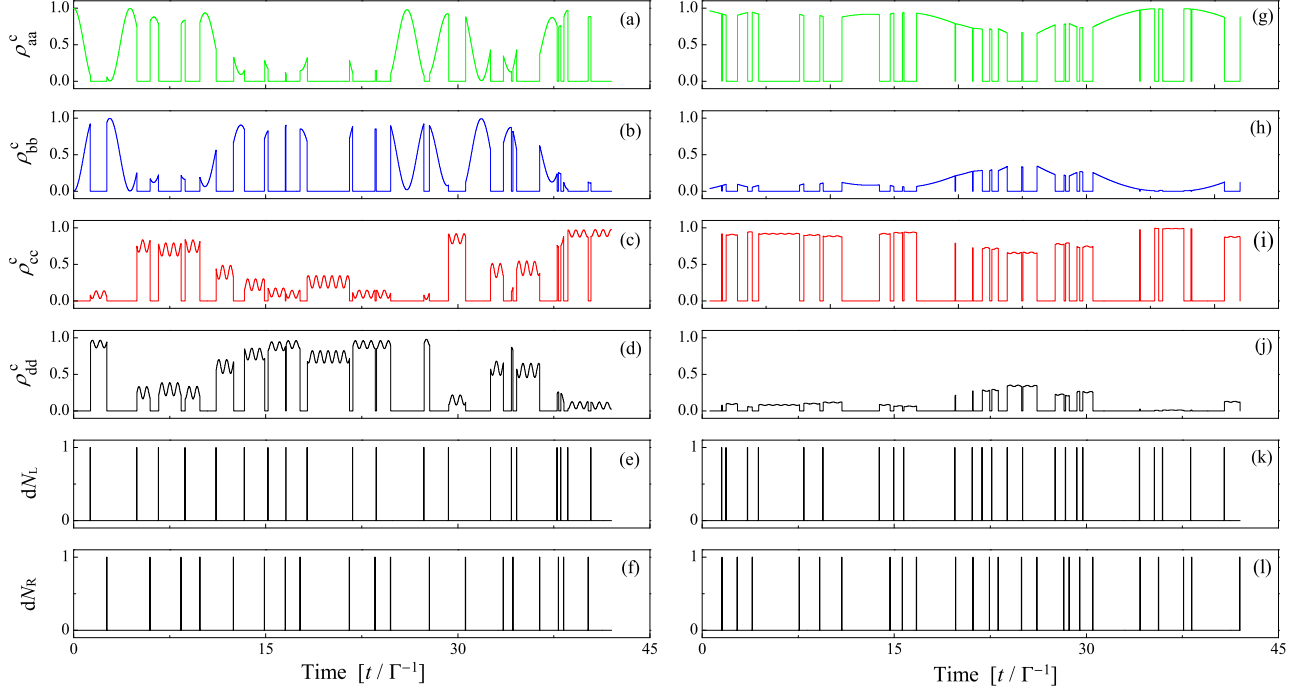 1.0
0.5
0.0
ρ^c_aa
(a)
1.0
0.5
0.0
ρ^c_bb
(b)
1.0
0.5
0.0
ρ^c_cc
(c)
1.0
0.5
0.0
ρ^c_dd
(d)
1
0
dN_L
(e)
1
0
dN_R
(f)
0 15 30 45
Time [t / Γ⁻¹]
1.0
0.5
0.0
(g)
1.0
0.5
0.0
(h)
1.0
0.5
0.0
(i)
1.0
0.5
0.0
(j)
1
0
(k)
1
0
(l)
0 15 30 45
Time [t / Γ⁻¹]